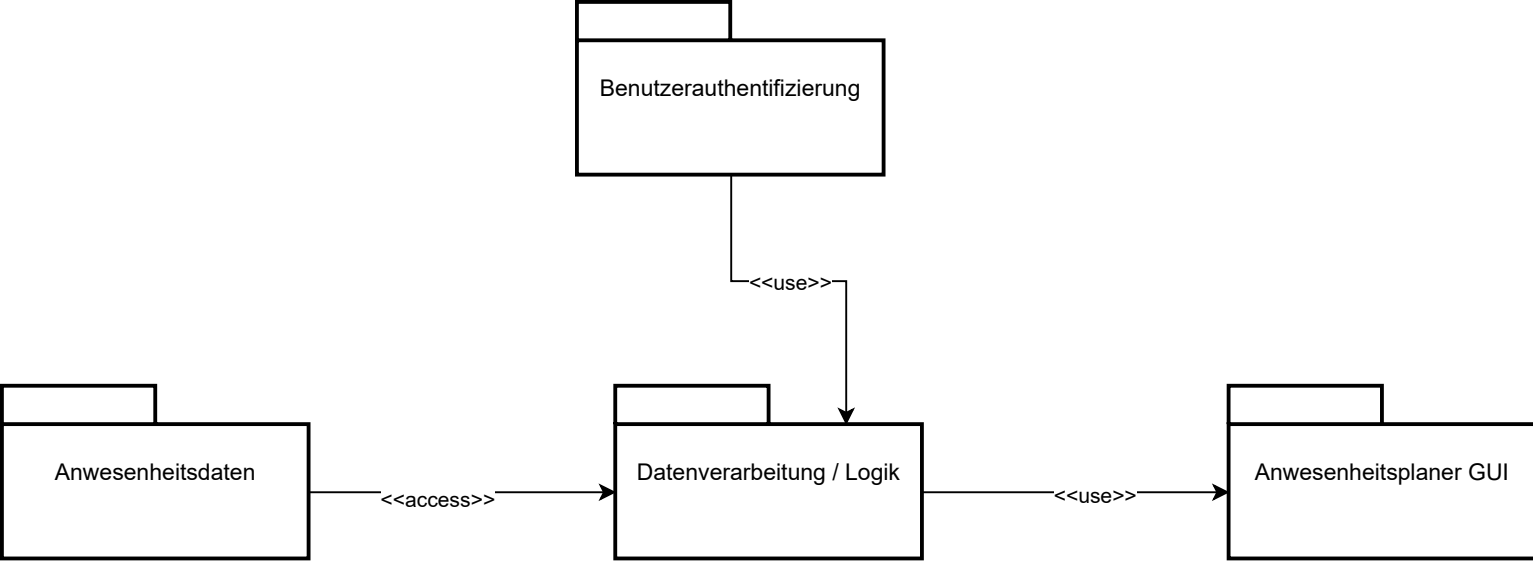 Benutzerauthentifizierung
<<use>>
Anwesenheitsdaten
<<access>>
Datenverarbeitung / Logik
<<use>>
Anwesenheitsplaner GUI